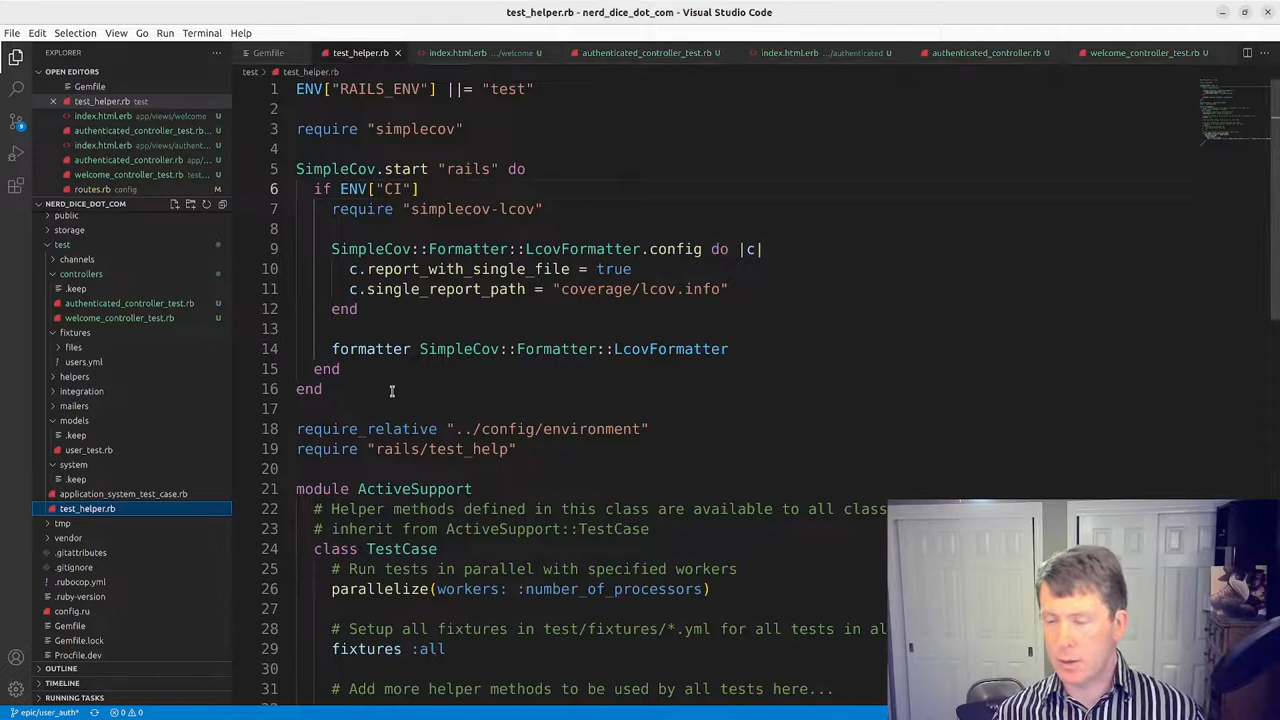 test_helper.rb - nerd_dice_dot_com - Visual Studio Code
File Edit Selection View Go Run Terminal Help
EXPLORER
OPEN EDITORS
Gemfile
test_helper.rb test
index.html.erb app/views/welcome U
authenticated_controller_test.rb... U
index.html.erb app/views/authent... U
authenticated_controller.rb app/... U
welcome_controller_test.rb test... U
routes.rb config M
NERD_DICE_DOT_COM
public
storage
test
channels
controllers
.keep
authenticated_controller_test.rb U
welcome_controller_test.rb U
fixtures
files
users.yml
helpers
integration
mailers
models
.keep
user_test.rb
system
.keep
application_system_test_case.rb
test_helper.rb
tmp
vendor
.gitattributes
.gitignore
.rubocop.yml
.ruby-version
config.ru
Gemfile
Gemfile.lock
Procfile.dev
OUTLINE
TIMELINE
RUNNING TASKS
Gemfile
test_helper.rb
index.html.erb .../welcome U
authenticated_controller_test.rb U
index.html.erb .../authenticated U
authenticated_controller.rb U
welcome_controller_test.rb U
test > test_helper.rb
1 ENV["RAILS_ENV"] ||= "test"
2
3 require "simplecov"
4
5 SimpleCov.start "rails" do
6 if ENV["CI"]
7 require "simplecov-lcov"
8
9 SimpleCov::Formatter::LcovFormatter.config do |c|
10 c.report_with_single_file = true
11 c.single_report_path = "coverage/lcov.info"
12 end
13
14 formatter SimpleCov::Formatter::LcovFormatter
15 end
16 end
17
18 require_relative "../config/environment"
19 require "rails/test_help"
20
21 module ActiveSupport
22 # Helper methods defined in this class are available to all class
23 # inherit from ActiveSupport::TestCase
24 class TestCase
25 # Run tests in parallel with specified workers
26 parallelize(workers: :number_of_processors)
27
28 # Setup all fixtures in test/fixtures/*.yml for all tests in al
29 fixtures :all
30
31 # Add more helper methods to be used by all tests here...
epic/user_auth* 0 0